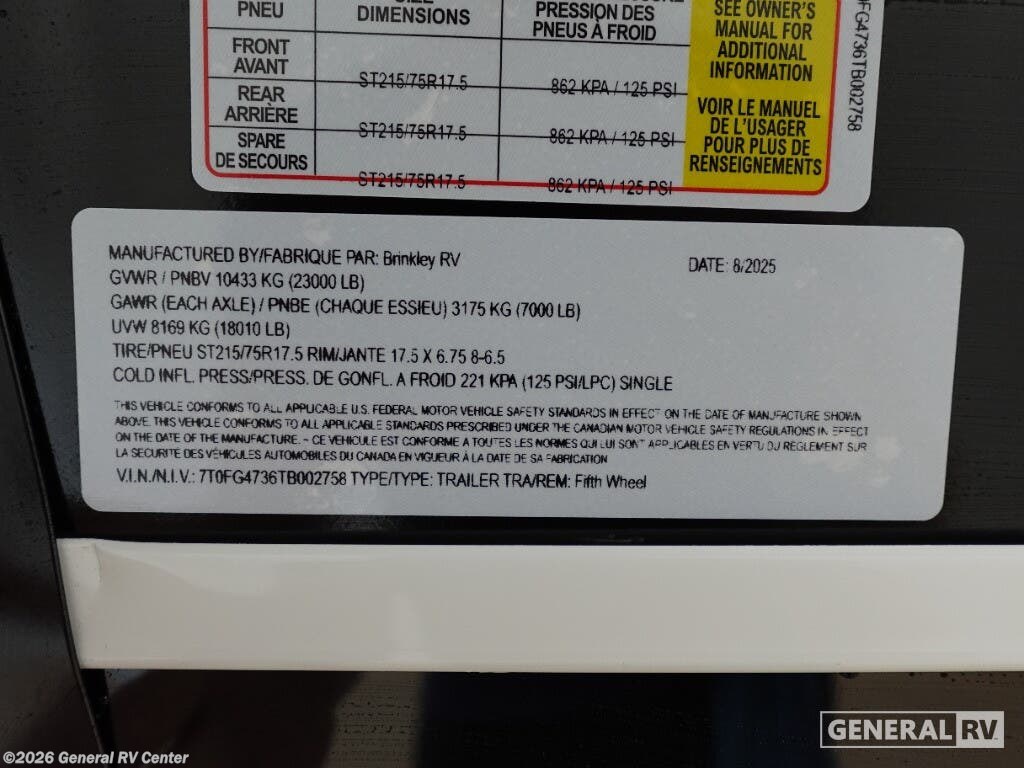 PNEU
SIZE
DIMENSIONS
PRESSION DES
PNEUS À FROID
SEE OWNER'S
MANUAL FOR
ADDITIONAL
INFORMATION
FRONT
AVANT
ST215/75R17.5
862 KPA / 125 PSI
REAR
ARRIÈRE
ST215/75R17.5
862 KPA / 125 PSI
SPARE
DE SECOURS
ST215/75R17.5
862 KPA / 125 PSI
VOIR LE MANUEL
DE L'USAGER
POUR PLUS DE
RENSEIGNEMENTS
FG4736TB002758
MANUFACTURED BY/FABRIQUE PAR: Brinkley RV
DATE: 8/2025
GVWR / PNBV 10433 KG (23000 LB)
GAWR (EACH AXLE) / PNBE (CHAQUE ESSIEU) 3175 KG (7000 LB)
UVW 8169 KG (18010 LB)
TIRE/PNEU ST215/75R17.5 RIM/JANTE 17.5 X 6.75 8-6.5
COLD INFL. PRESS/PRESS. DE GONFL. A FROID 221 KPA (125 PSI/LPC) SINGLE
THIS VEHICLE CONFORMS TO ALL APPLICABLE U.S. FEDERAL MOTOR VEHICLE SAFETY STANDARDS IN EFFECT ON THE DATE OF MANUFACTURE SHOWN
ABOVE. THIS VEHICLE CONFORMS TO ALL APPLICABLE STANDARDS PRESCRIBED UNDER THE CANADIAN MOTOR VEHICLE SAFETY REGULATIONS IN EFFECT
ON THE DATE OF THE MANUFACTURE. - CE VEHICULE EST CONFORME A TOUTES LES NORMES QUI LUI SONT APPLICABLES EN VERTU DU REGLEMENT SUR
LA SECURITE DES VÉHICULES AUTOMOBILES DU CANADA EN VIGUEUR À LA DATE DE SA FABRICATION
V.I.N./N.I.V.: 7T0FG4736TB002758 TYPE/TYPE: TRAILER TRA/REM: Fifth Wheel
GENERAL RV
©2026 General RV Center